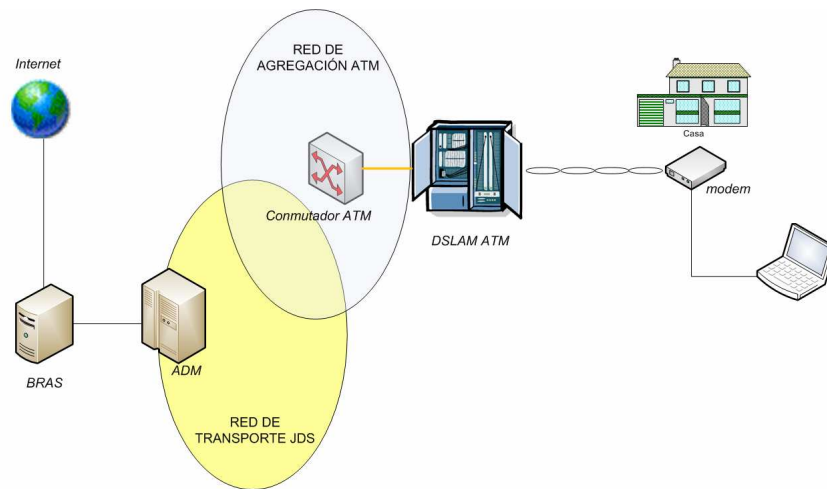 RED DE
AGREGACIÓN ATM
Internet
Casa
Conmutador ATM
modem
DSLAM ATM
ADM
BRAS
RED DE
TRANSPORTE JDS